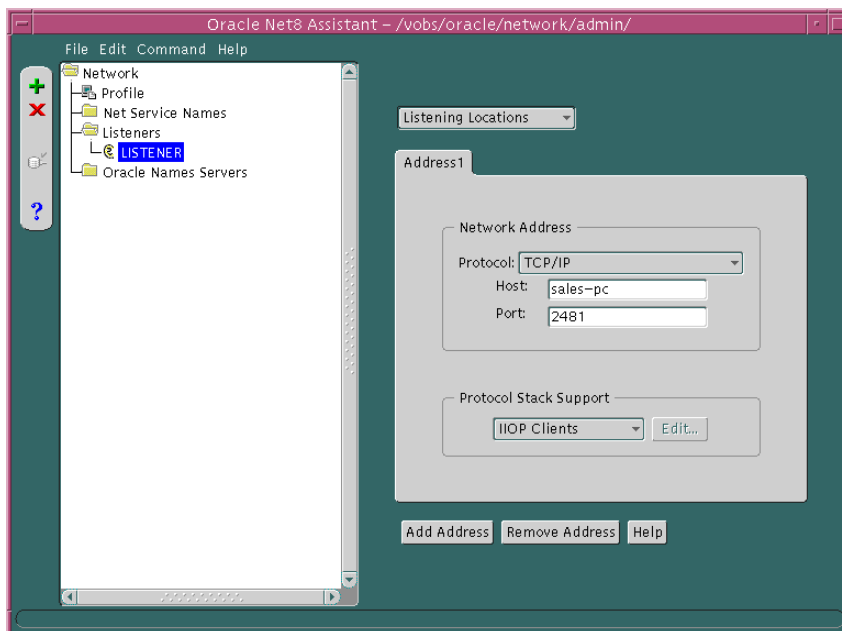 Oracle Net8 Assistant – /vobs/oracle/network/admin/
File Edit Command Help
Network
Profile
Net Service Names
Listeners
LISTENER
Oracle Names Servers
?
Listening Locations
Address1
Network Address
Protocol: TCP/IP
Host: sales-pc
Port: 2481
Protocol Stack Support
IIOP Clients Edit...
Add Address Remove Address Help